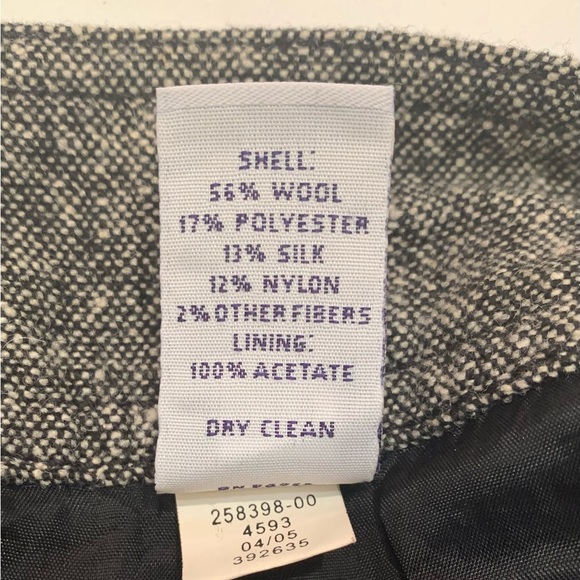 SHELL:
56% WOOL
17% POLYESTER
13% SILK
12% NYLON
2% OTHER FIBERS
LINING:
100% ACETATE
DRY CLEAN
258398-00
4593
04/05
392635